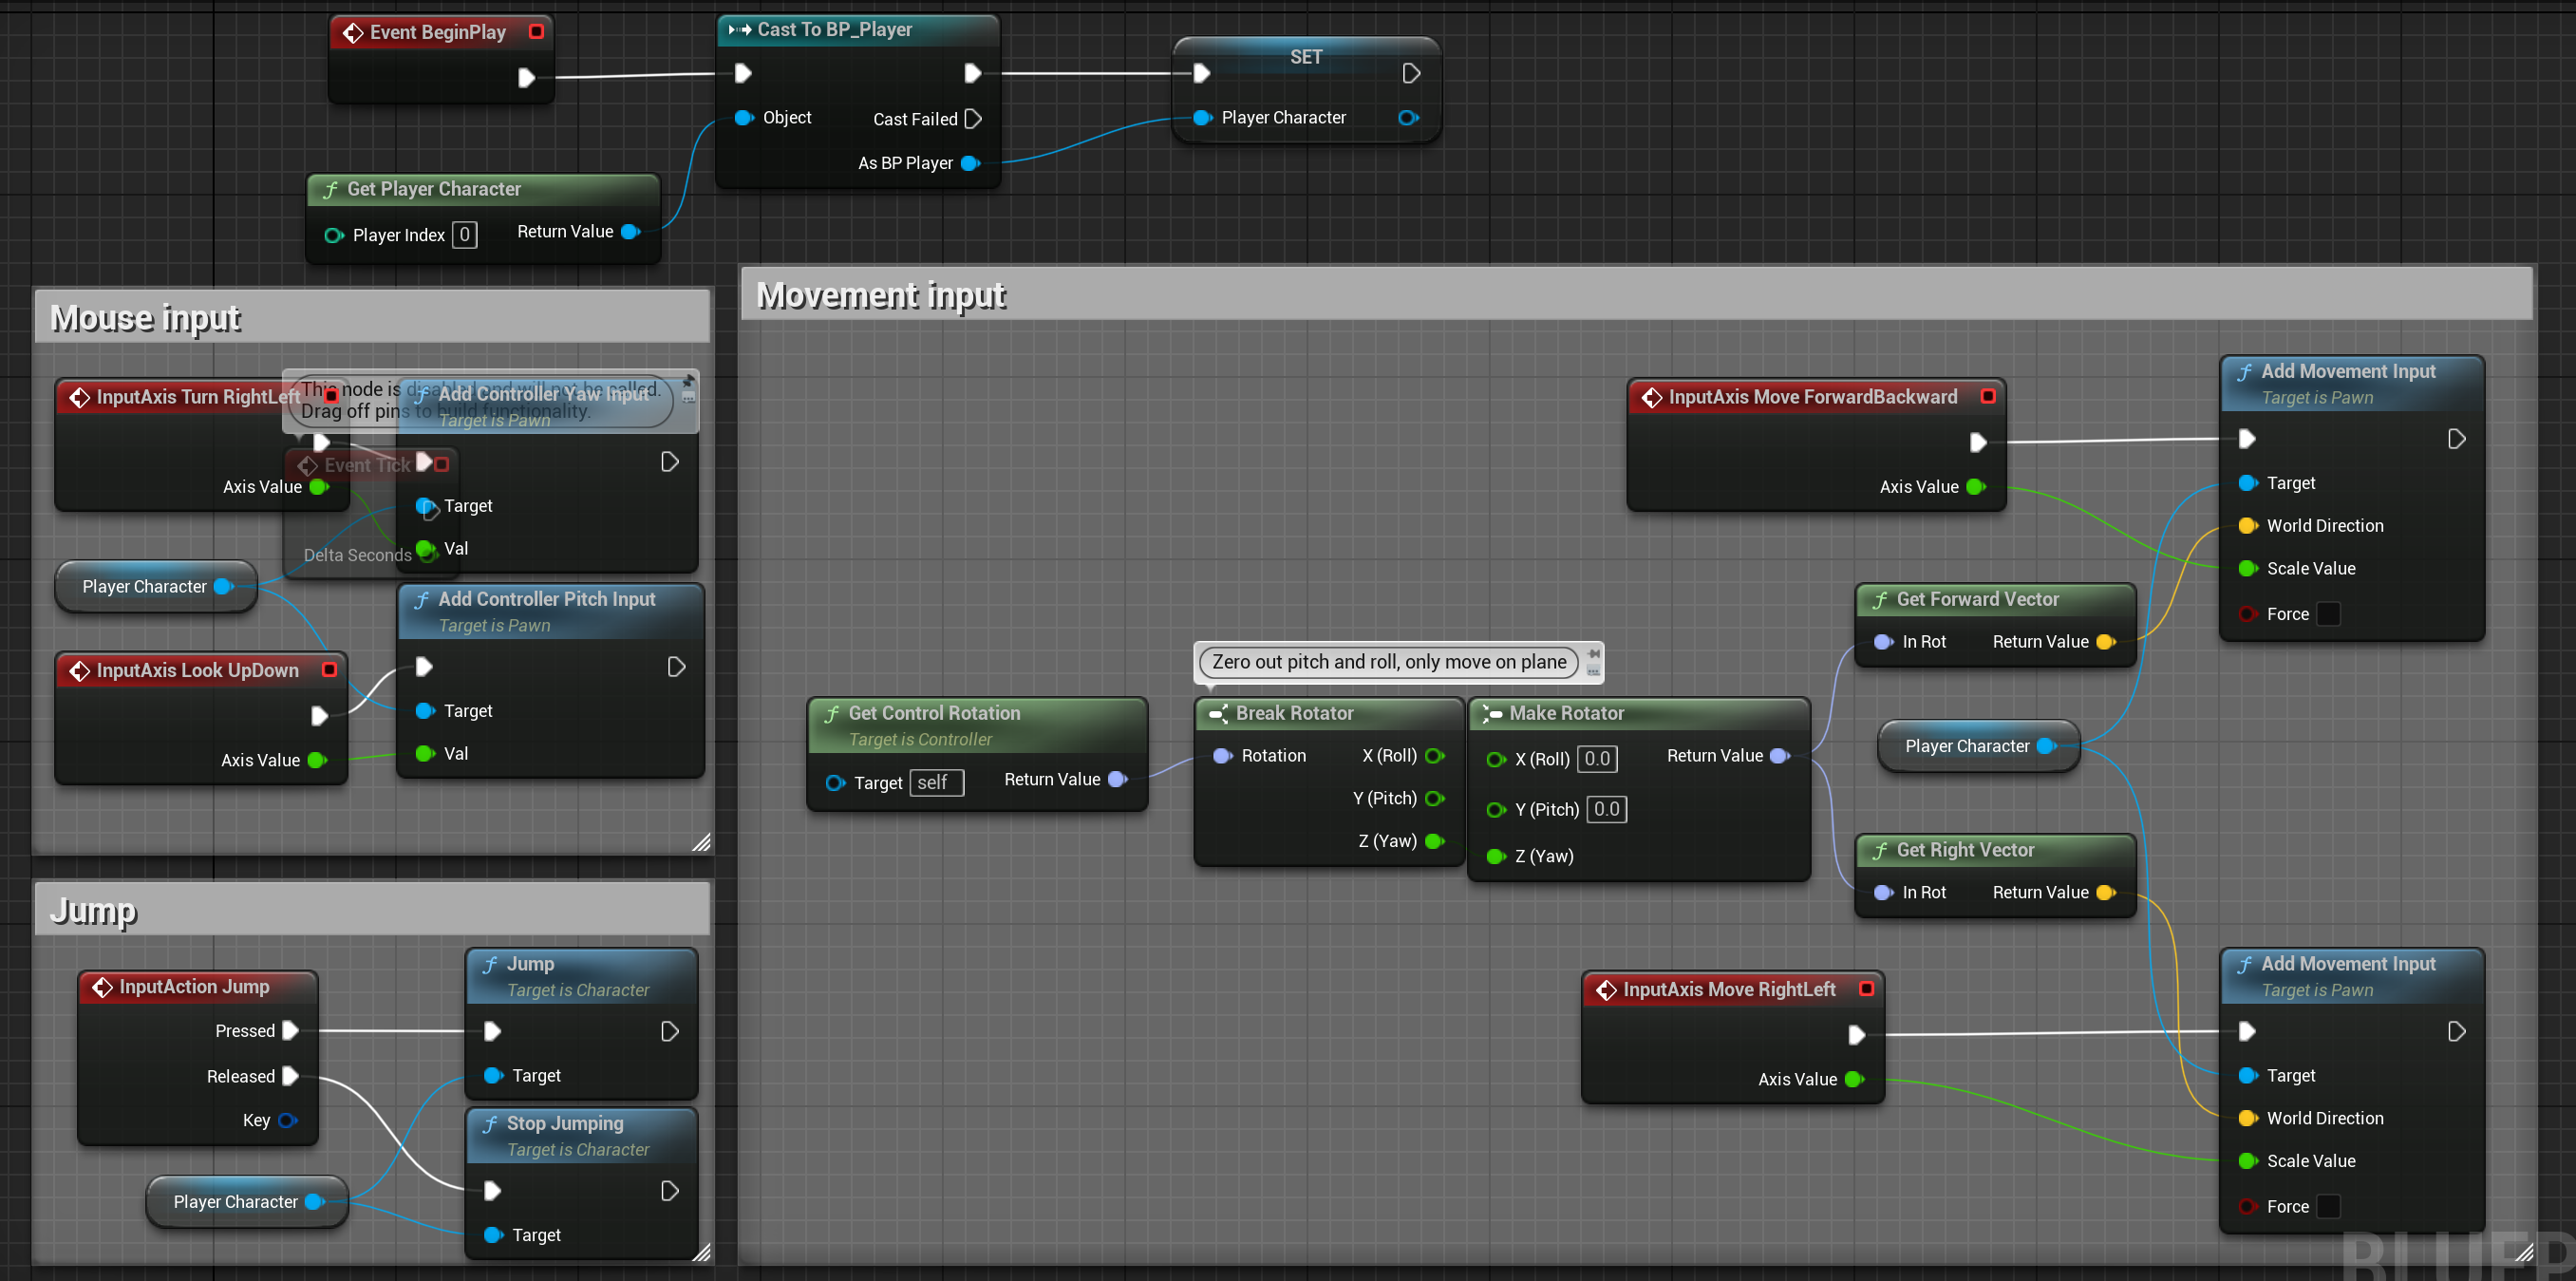 Event BeginPlay
Cast To BP_Player
Object
Cast Failed
As BP Player
SET
Player Character
Get Player Character
Player Index 0
Return Value
Mouse input
InputAxis Turn RightLeft
Axis Value
This node is disabled and will not be called.
Drag off pins to build functionality.
Event Tick
Delta Seconds
Add Controller Yaw Input
Target is Pawn
Target
Val
Player Character
Add Controller Pitch Input
Target is Pawn
Target
Val
InputAxis Look UpDown
Axis Value
Jump
InputAction Jump
Pressed
Released
Key
Jump
Target is Character
Target
Stop Jumping
Target is Character
Target
Player Character
Movement input
InputAxis Move ForwardBackward
Axis Value
Add Movement Input
Target is Pawn
Target
World Direction
Scale Value
Force
Get Forward Vector
In Rot
Return Value
Zero out pitch and roll, only move on plane
Get Control Rotation
Target is Controller
Target self
Return Value
Break Rotator
Rotation
X (Roll)
Y (Pitch)
Z (Yaw)
Make Rotator
X (Roll) 0.0
Y (Pitch) 0.0
Z (Yaw)
Return Value
Player Character
Get Right Vector
In Rot
Return Value
InputAxis Move RightLeft
Axis Value
Add Movement Input
Target is Pawn
Target
World Direction
Scale Value
Force